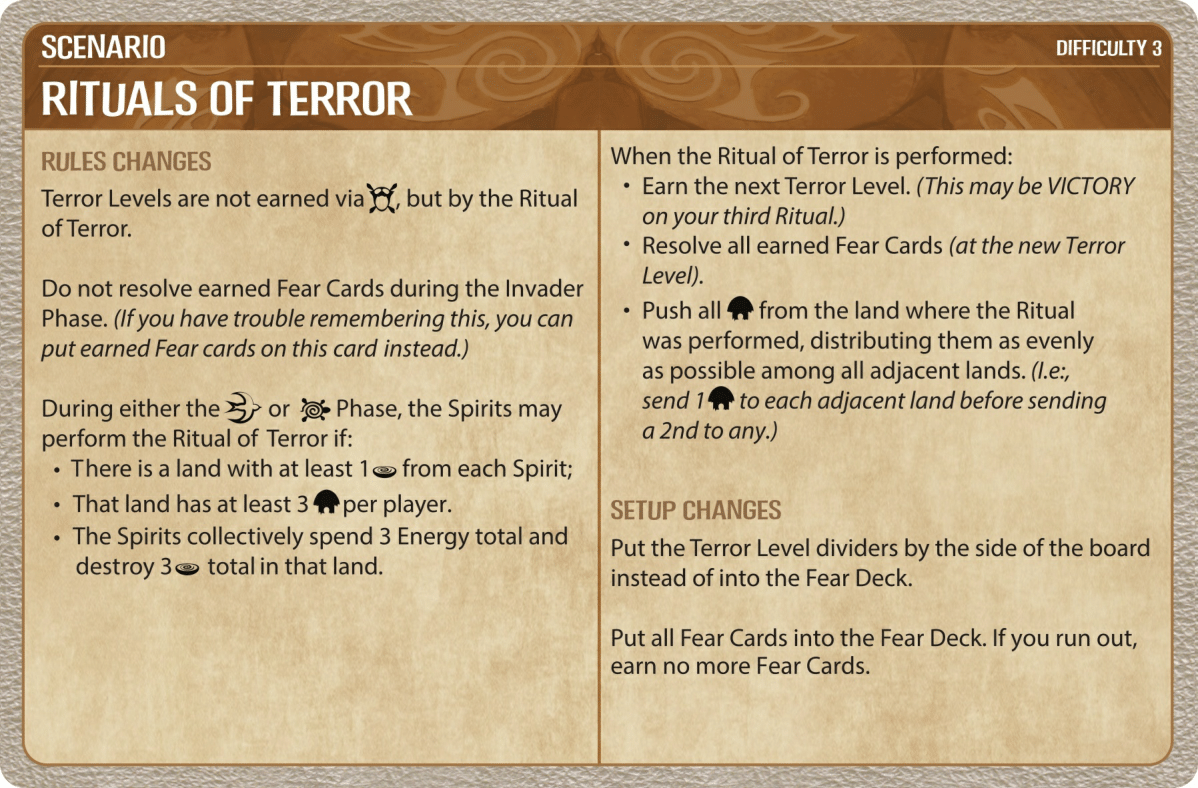 SCENARIO
DIFFICULTY 3
RITUALS OF TERROR
RULES CHANGES
Terror Levels are not earned via , but by the Ritual
of Terror.
Do not resolve earned Fear Cards during the Invader
Phase. (If you have trouble remembering this, you can
put earned Fear cards on this card instead.)
During either the or Phase, the Spirits may
perform the Ritual of Terror if:
• There is a land with at least 1 from each Spirit;
• That land has at least 3 per player.
• The Spirits collectively spend 3 Energy total and
destroy 3 total in that land.
When the Ritual of Terror is performed:
• Earn the next Terror Level. (This may be VICTORY
on your third Ritual.)
• Resolve all earned Fear Cards (at the new Terror
Level).
• Push all from the land where the Ritual
was performed, distributing them as evenly
as possible among all adjacent lands. (I.e.,
send 1 to each adjacent land before sending
a 2nd to any.)
SETUP CHANGES
Put the Terror Level dividers by the side of the board
instead of into the Fear Deck.
Put all Fear Cards into the Fear Deck. If you run out,
earn no more Fear Cards.